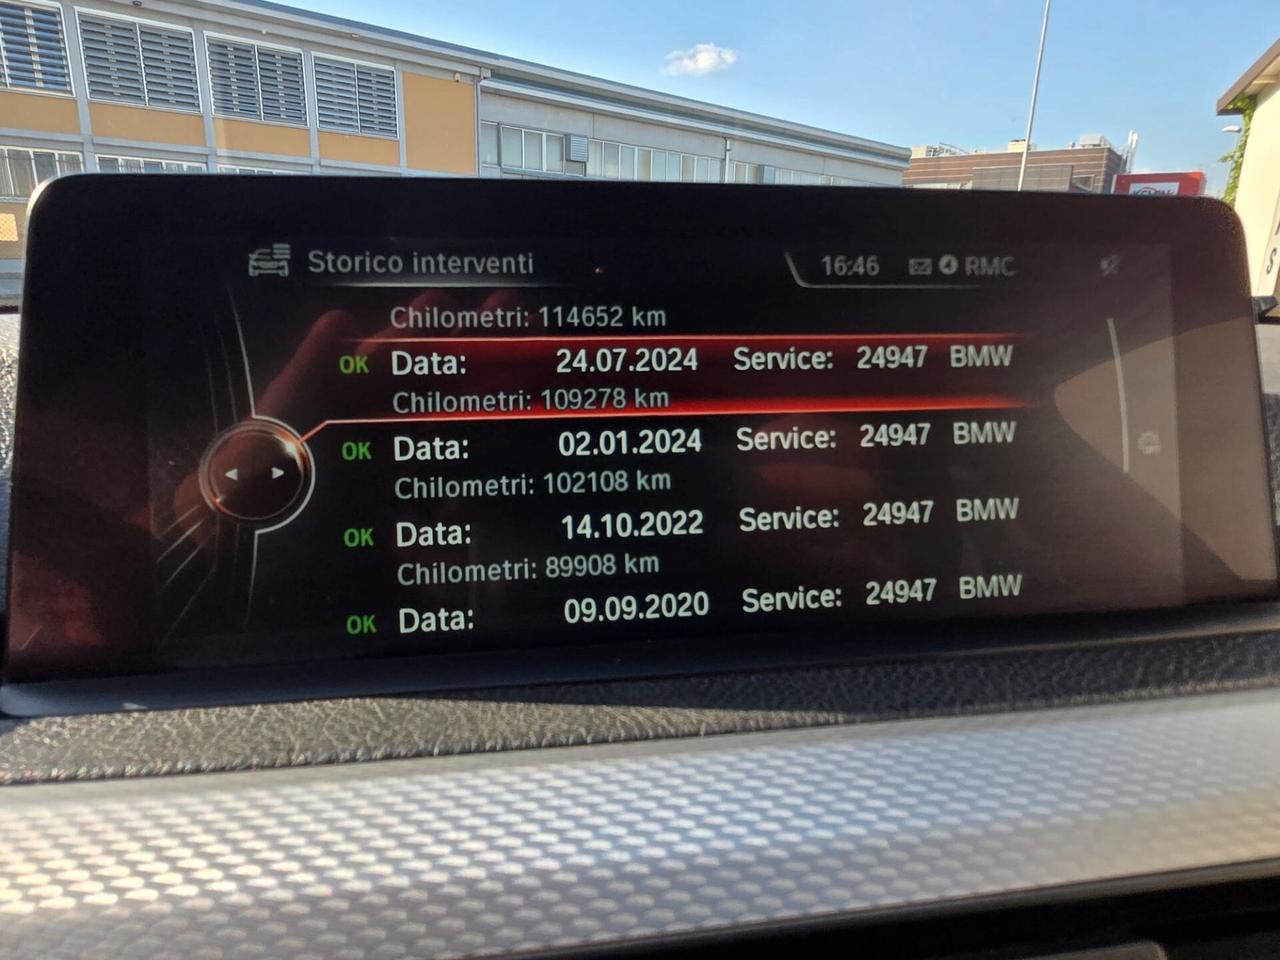 Storico interventi 16:46 RMC
Chilometri: 114652 km
OK Data: 24.07.2024 Service: 24947 BMW
Chilometri: 109278 km
OK Data: 02.01.2024 Service: 24947 BMW
Chilometri: 102108 km
OK Data: 14.10.2022 Service: 24947 BMW
Chilometri: 89908 km
OK Data: 09.09.2020 Service: 24947 BMW